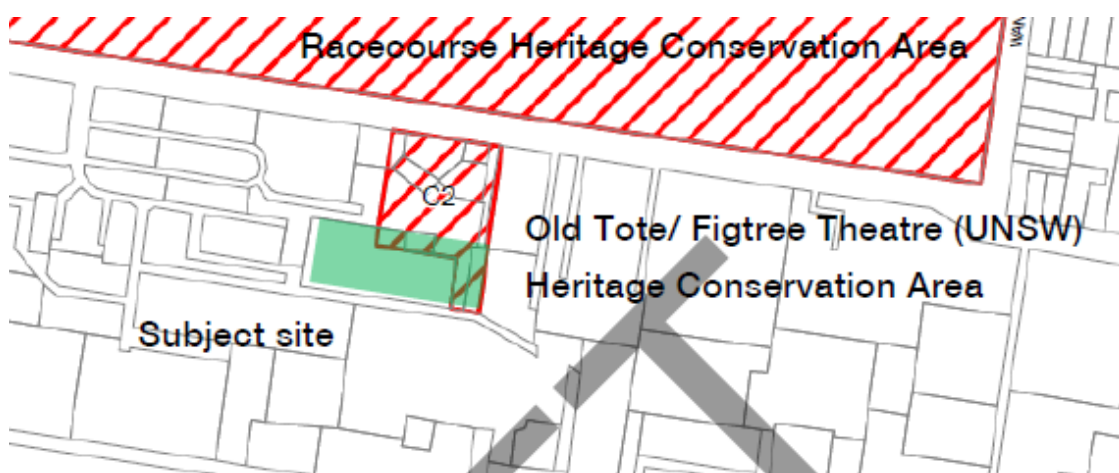 Racecourse Heritage Conservation Area
C2
Old Tote/ Figtree Theatre (UNSW)
Heritage Conservation Area
Subject site